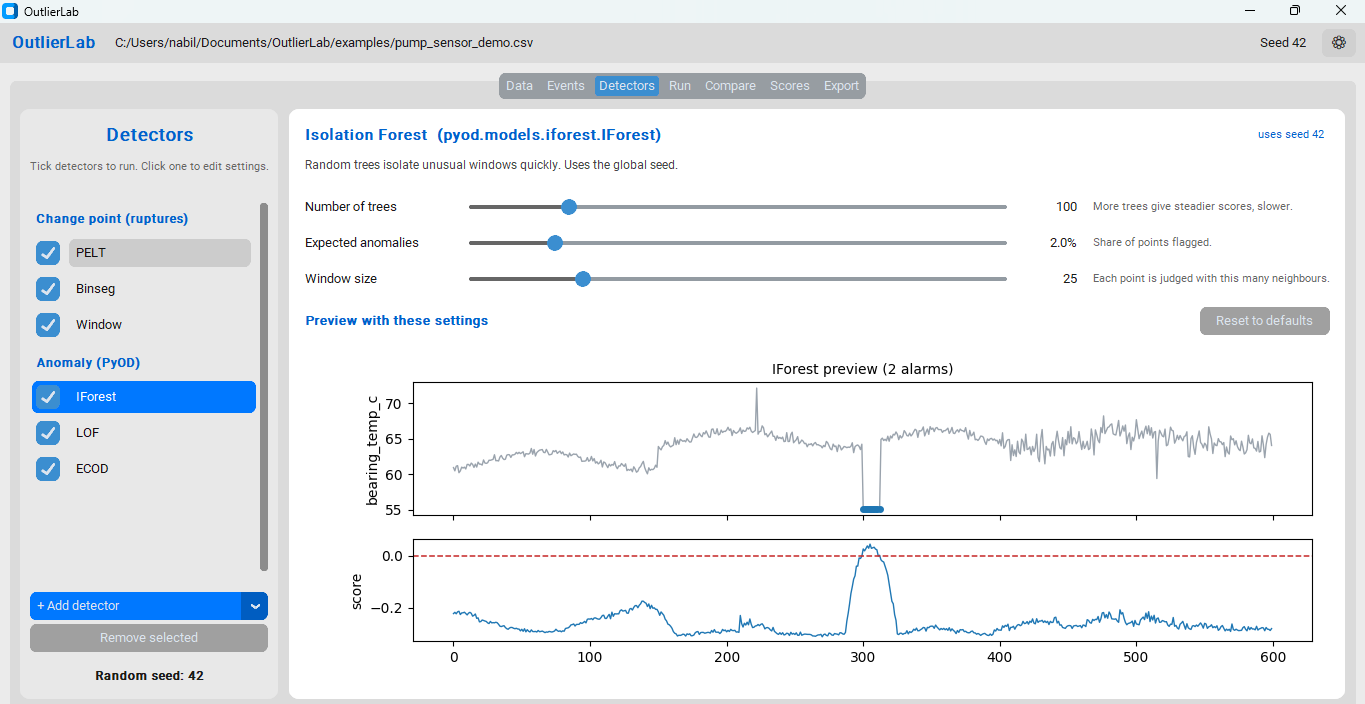 OutlierLab
OutlierLab C:/Users/nabil/Documents/OutlierLab/examples/pump_sensor_demo.csv Seed 42
Data Events Detectors Run Compare Scores Export
Detectors
Tick detectors to run. Click one to edit settings.
Change point (ruptures)
PELT
Binseg
Window
Anomaly (PyOD)
IForest
LOF
ECOD
+ Add detector
Remove selected
Random seed: 42
Isolation Forest (pyod.models.iforest.IForest) uses seed 42
Random trees isolate unusual windows quickly. Uses the global seed.
Number of trees 100 More trees give steadier scores, slower.
Expected anomalies 2.0% Share of points flagged.
Window size 25 Each point is judged with this many neighbours.
Preview with these settings Reset to defaults
IForest preview (2 alarms)
bearing_temp_c
70
65
60
55
score
0.0
−0.2
0 100 200 300 400 500 600